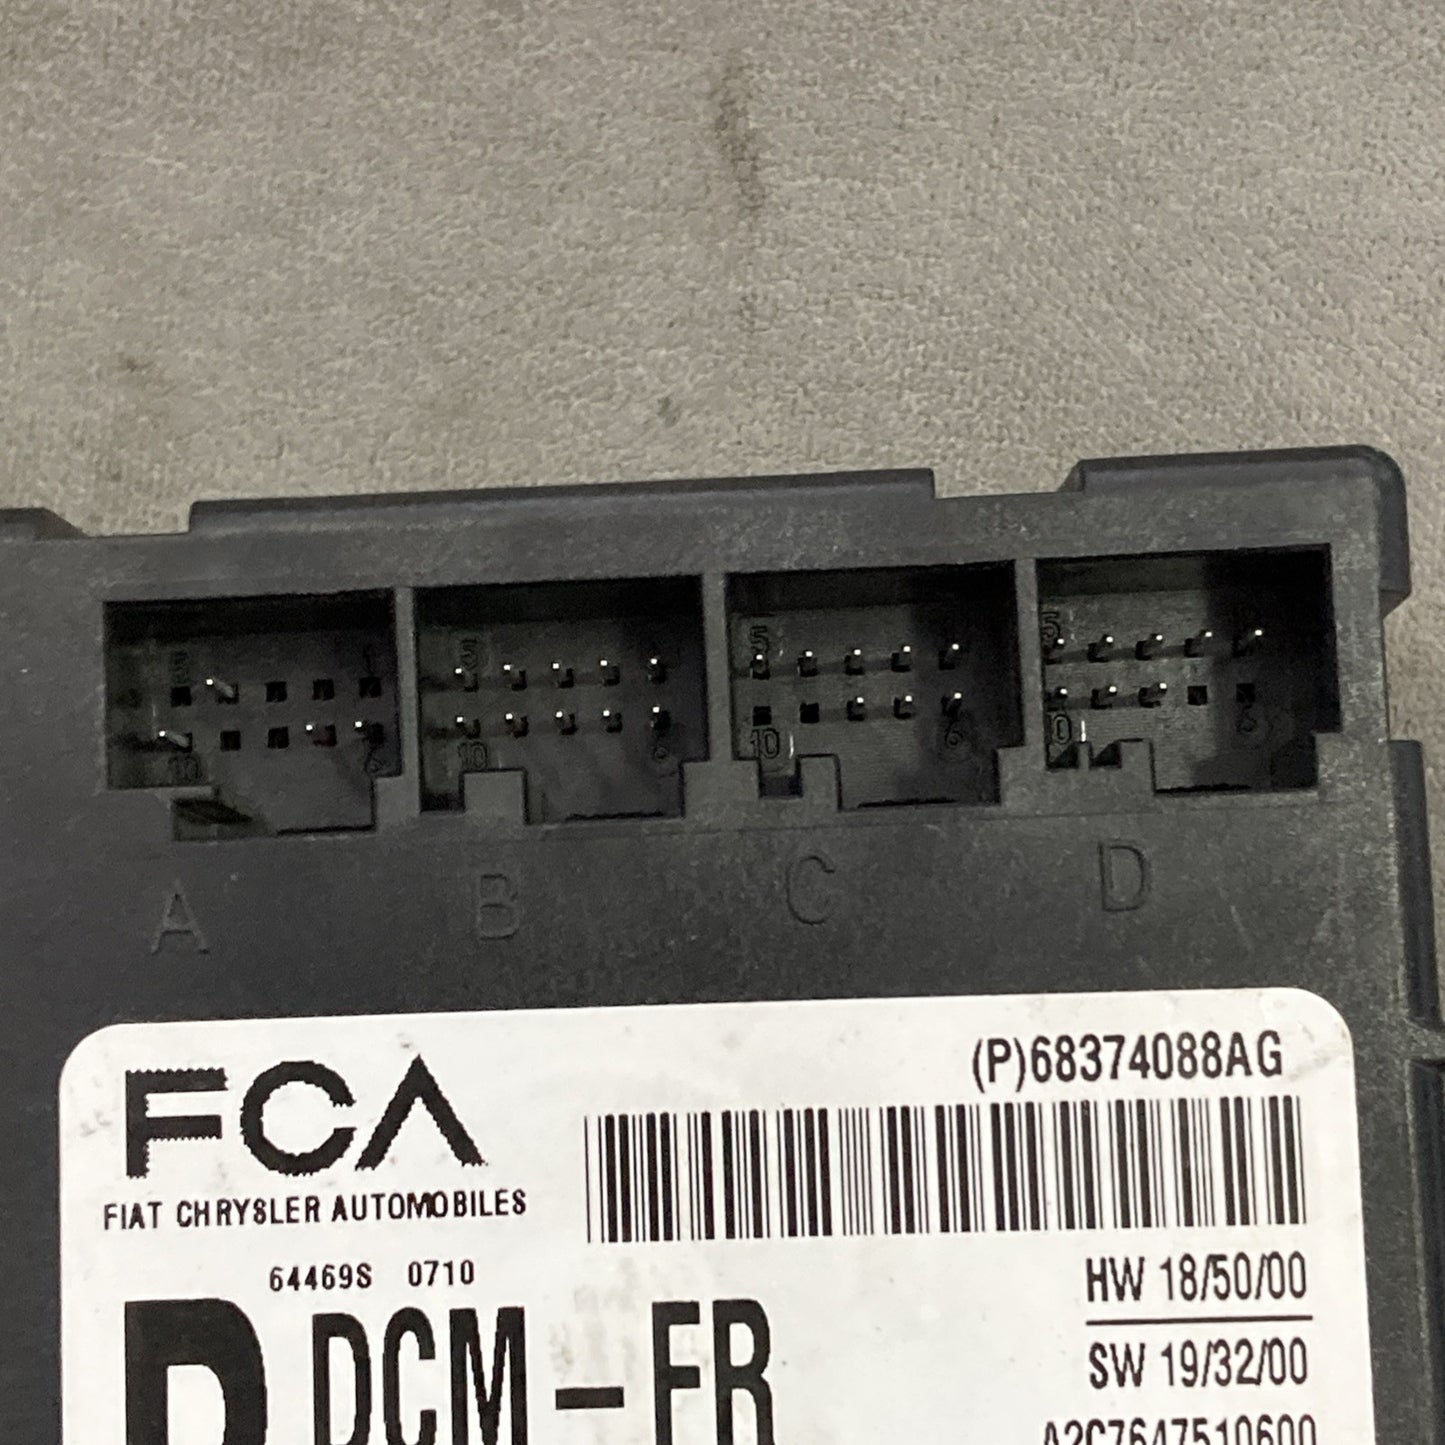 5 1
10 6
5
10 6
5
10 6
5
10 6
A B C D
FCA
(P)68374088AG
FIAT CHRYSLER AUTOMOBILES
64469S 0710
HW 18/50/00
DCM-FR
SW 19/32/00
A2C7647510600